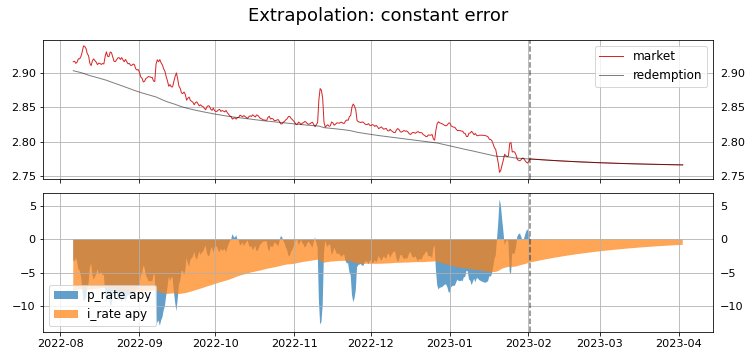 Extrapolation: constant error
market
redemption
2.90 2.90
2.85 2.85
2.80 2.80
2.75 2.75
5 5
0 0
−5 −5
−10 −10
p_rate apy
i_rate apy
2022-08 2022-09 2022-10 2022-11 2022-12 2023-01 2023-02 2023-03 2023-04